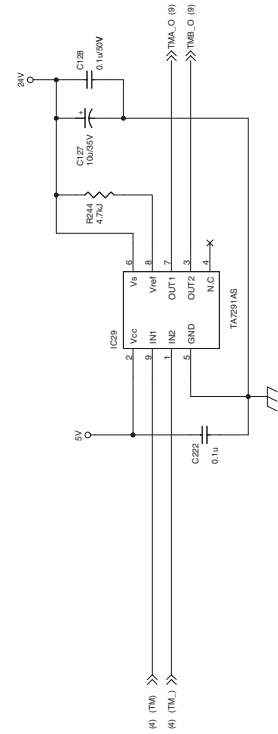 24V
C128
0.1u/50V
C127
+
10u/35V
R244
4.7kJ
TMA_O (9)
TMB_O (9)
5V
IC29
2 Vcc Vs 6
9 IN1 Vref 8
1 IN2 OUT1 7
5 GND OUT2 3
N.C 4
TA7291AS
C222
0.1u
(4) (TM)
(4) (TM_)